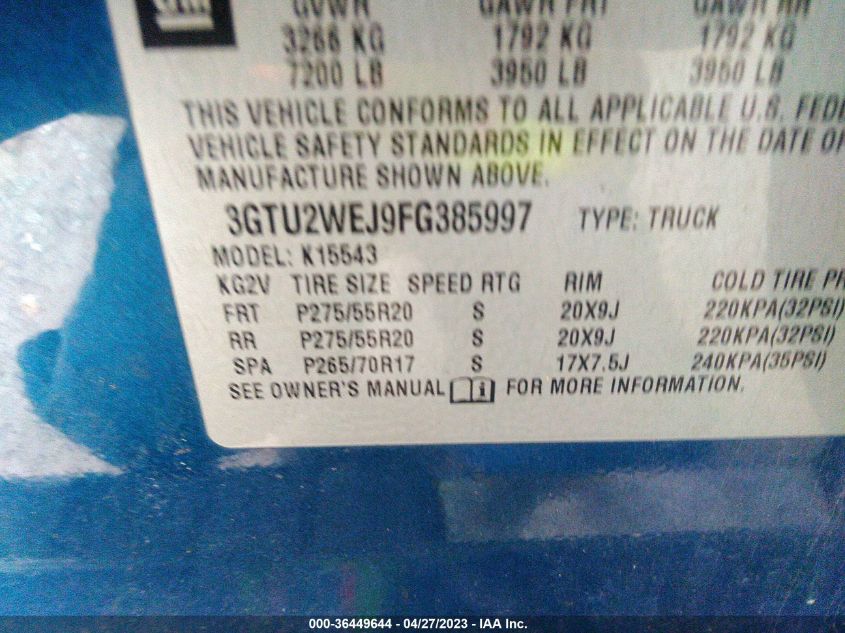 GVWR GAWR FRT GAWR RR
3266 KG 1792 KG 1792 KG
7200 LB 3950 LB 3950 LB
THIS VEHICLE CONFORMS TO ALL APPLICABLE U.S. FEDE
VEHICLE SAFETY STANDARDS IN EFFECT ON THE DATE OF
MANUFACTURE SHOWN ABOVE.
3GTU2WEJ9FG385997 TYPE: TRUCK
MODEL: K15543
KG2V TIRE SIZE SPEED RTG RIM COLD TIRE PR
FRT P275/55R20 S 20X9J 220KPA(32PSI)
RR P275/55R20 S 20X9J 220KPA(32PSI)
SPA P265/70R17 S 17X7.5J 240KPA(35PSI)
SEE OWNER'S MANUAL i FOR MORE INFORMATION.
000-36449644 - 04/27/2023 - IAA Inc.